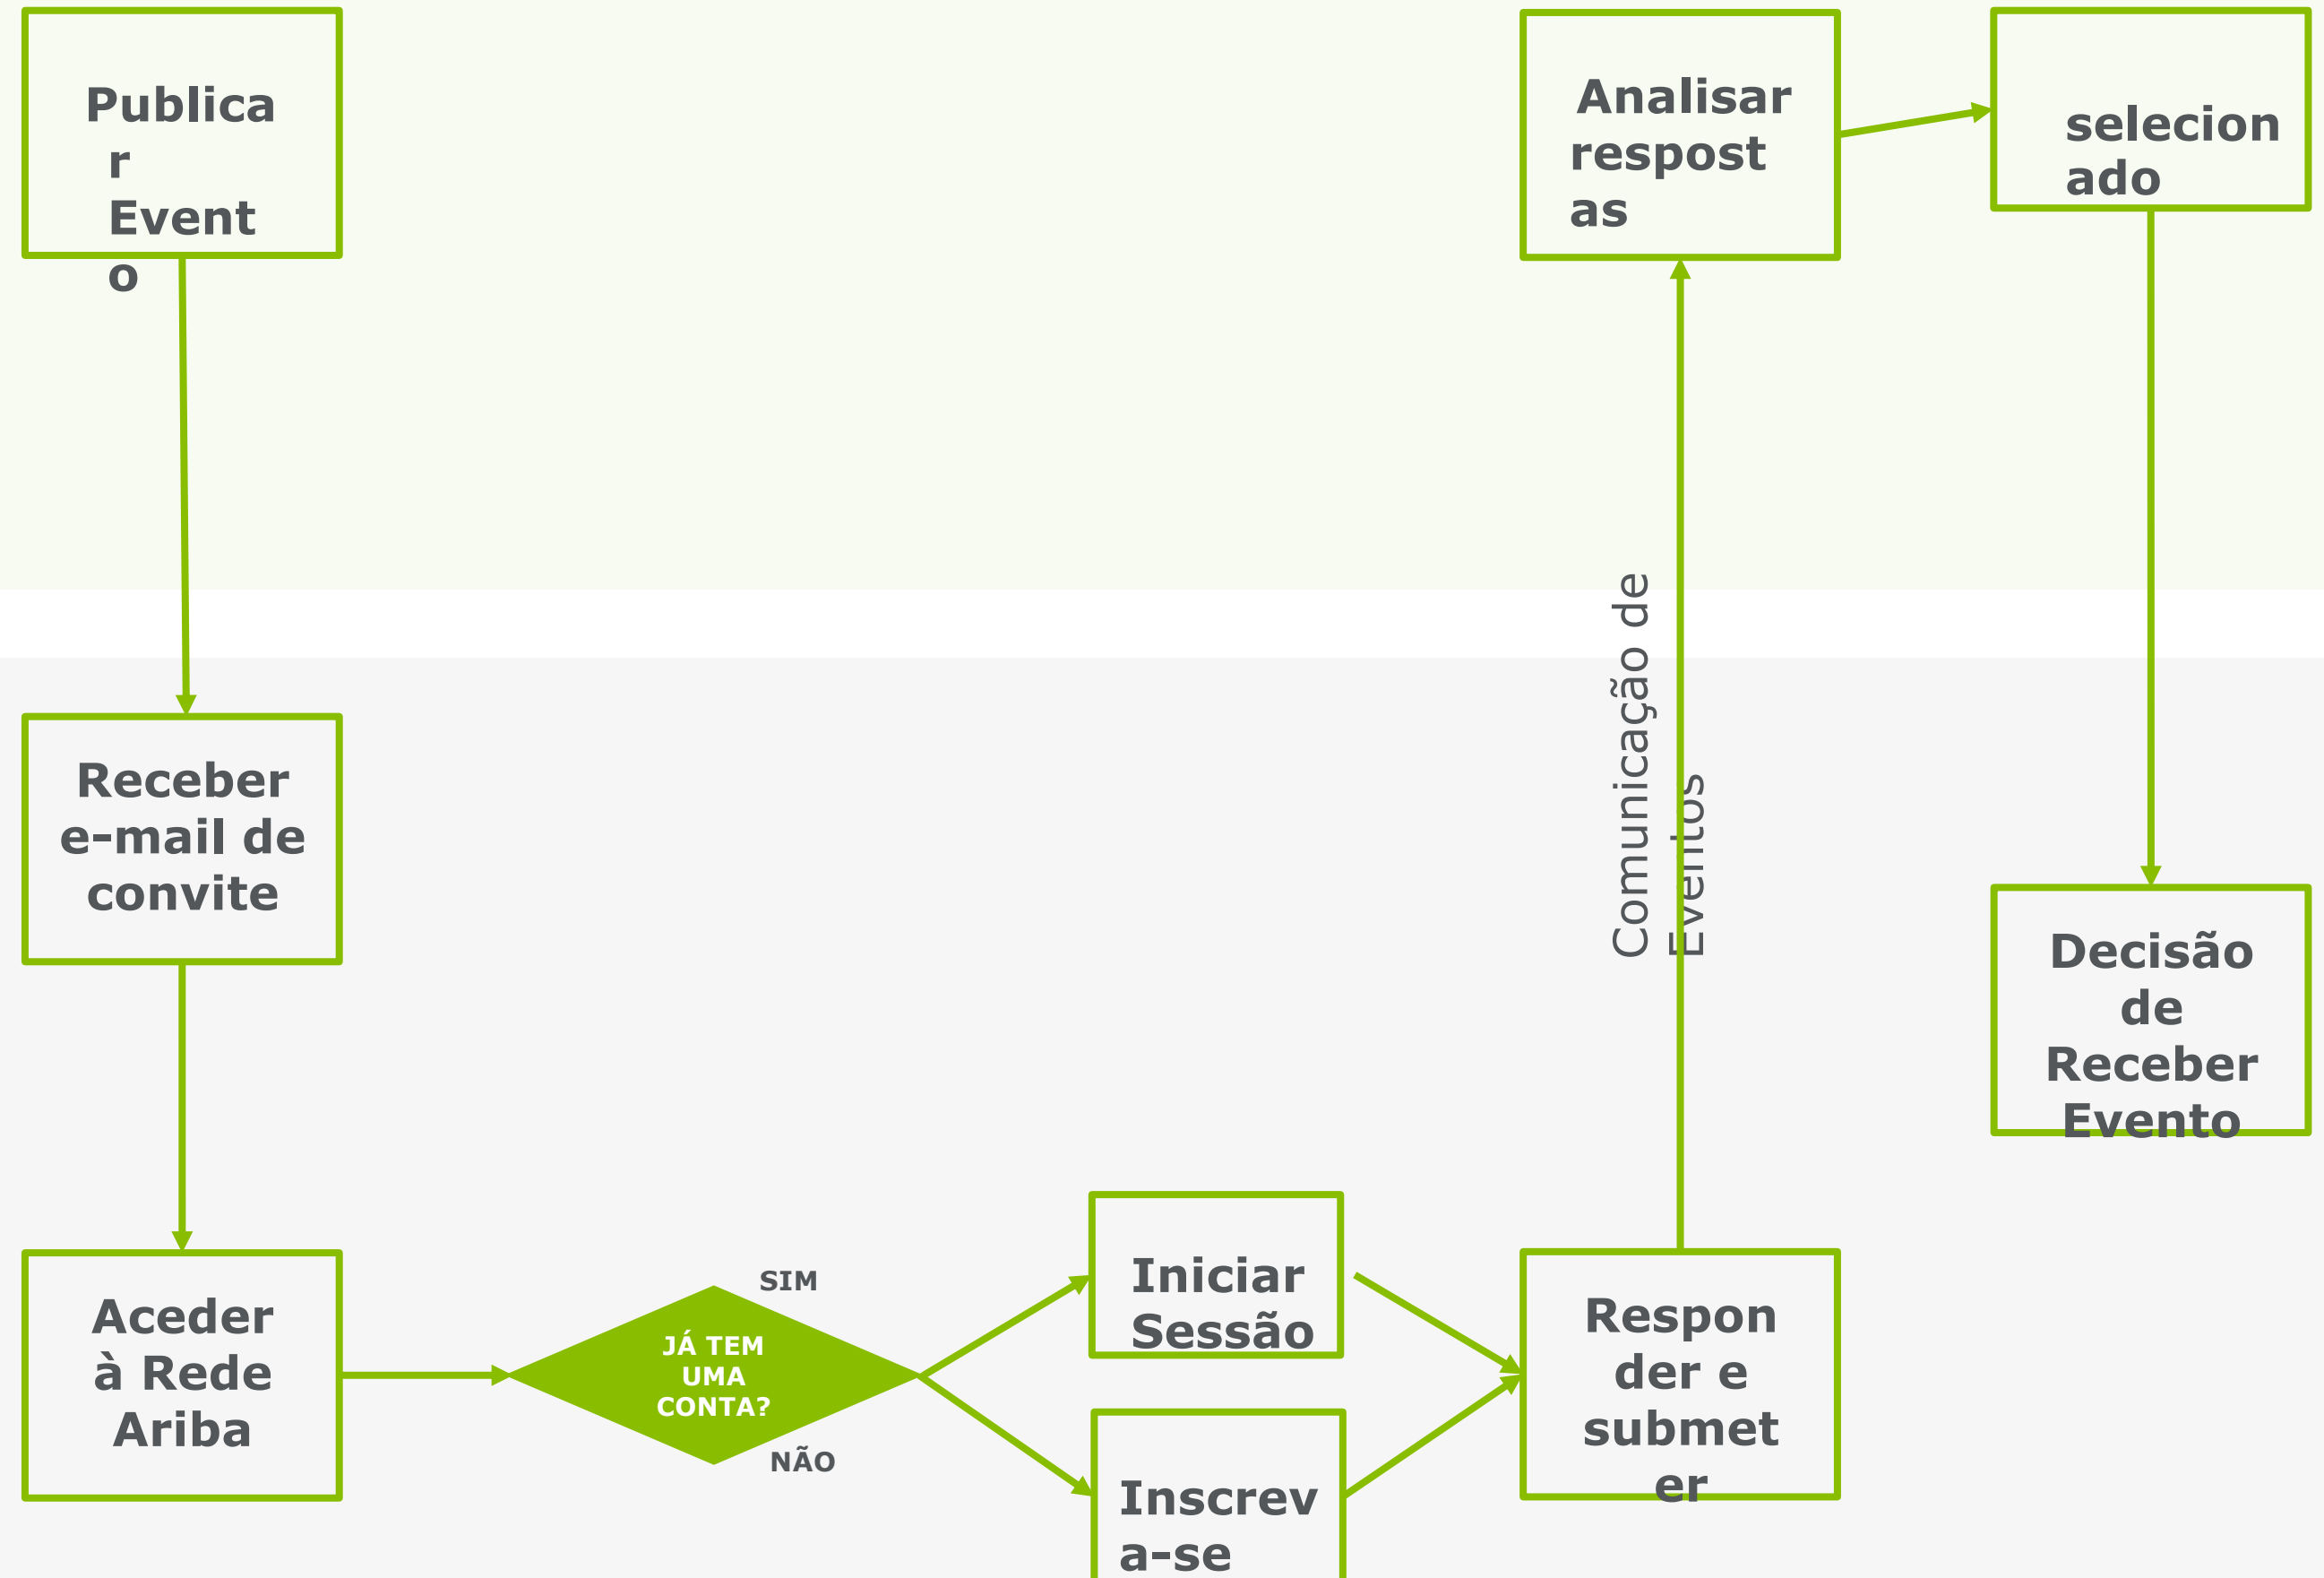 Publica
r
Event
o
Analisar
respost
as
selecion
ado
Comunicação de
Eventos
Receber
e-mail de
convite
Decisão
de
Receber
Evento
Aceder
à Rede
Ariba
SIM
JÁ TEM
UMA
CONTA?
NÃO
Iniciar
Sessão
Inscrev
a-se
Respon
der e
submet
er